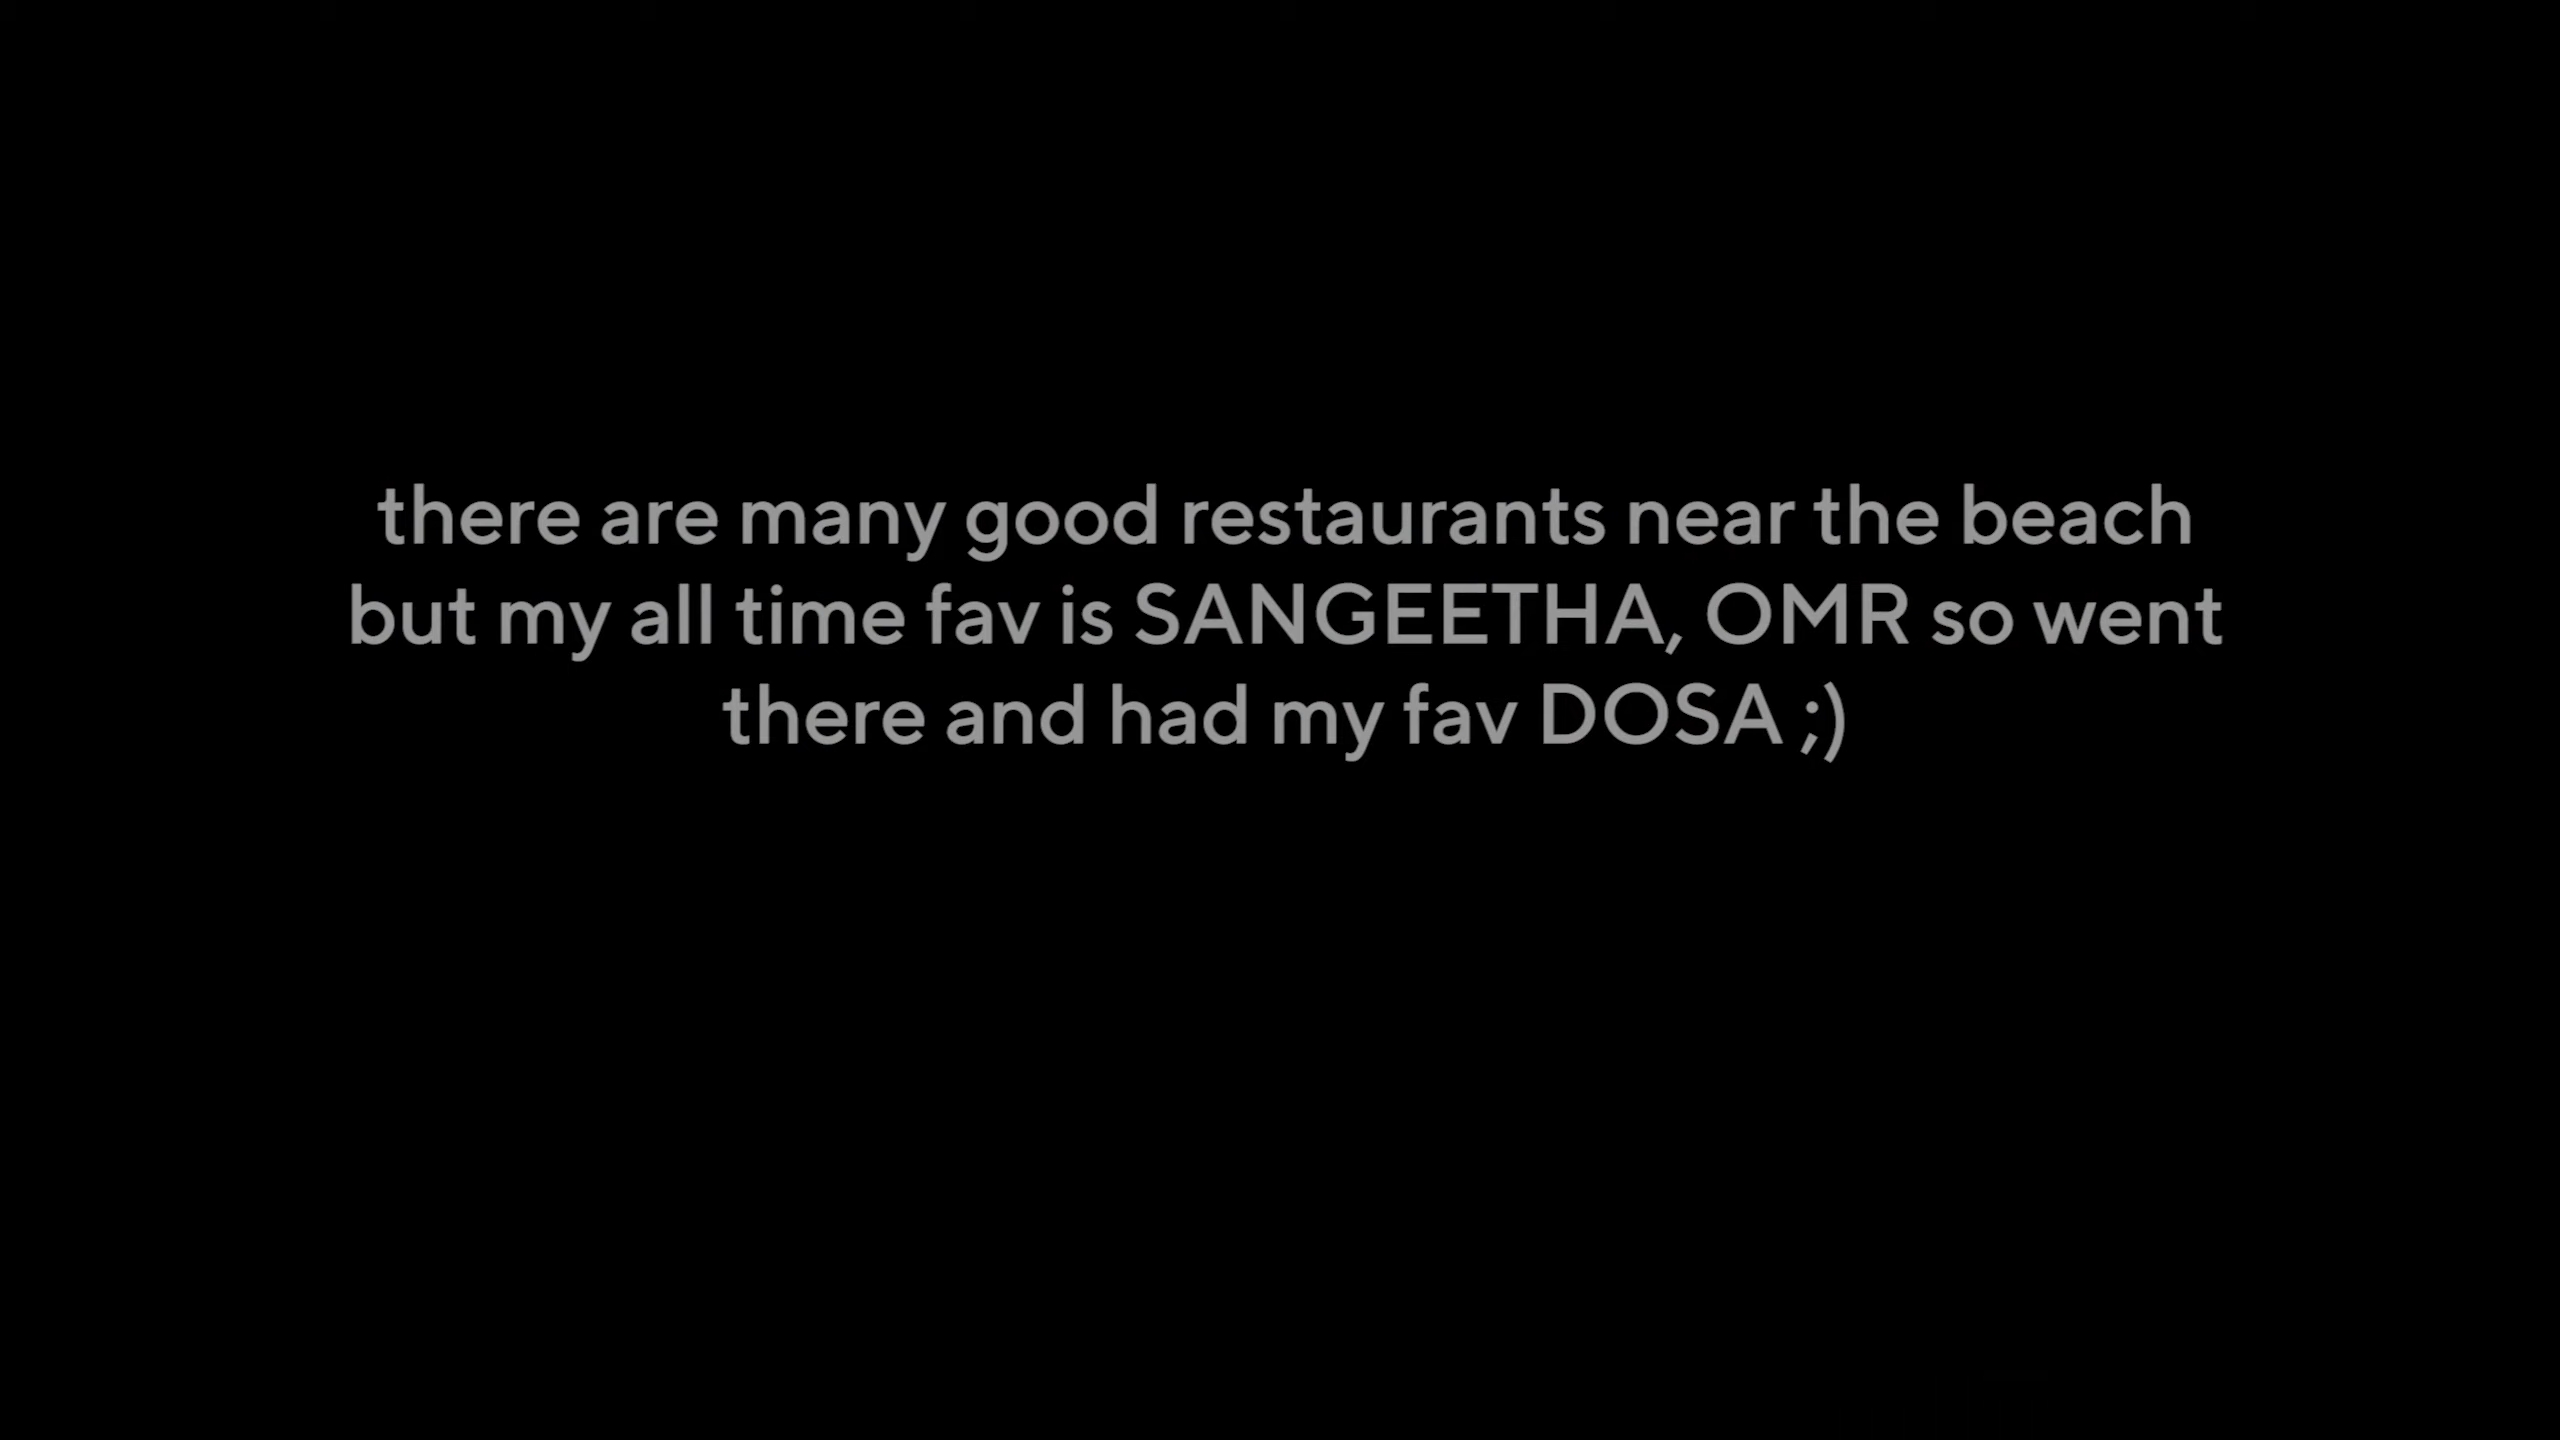 there are many good restaurants near the beach
but my all time fav is SANGEETHA, OMR so went
there and had my fav DOSA ;)